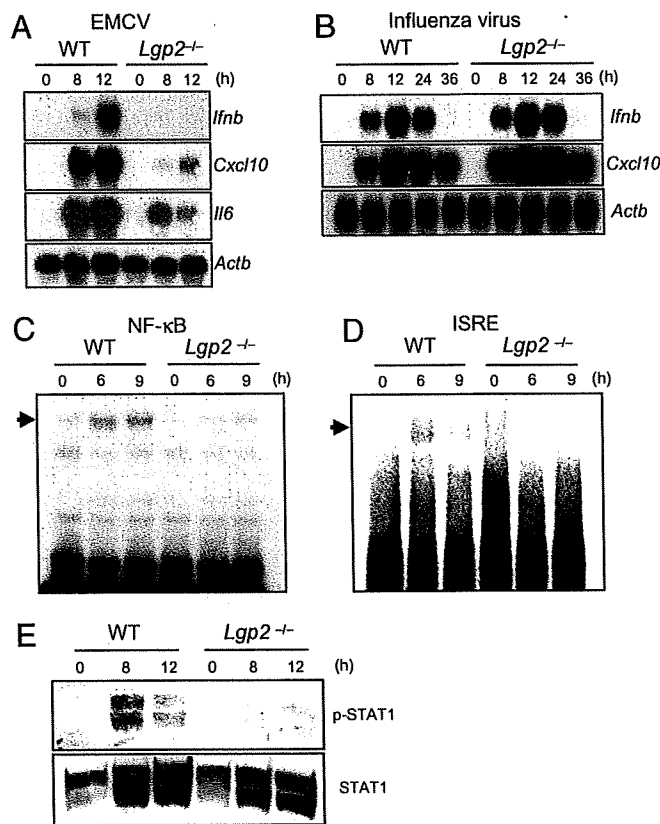 A
EMCV
WT Lgp2–/–
0 8 12 0 8 12 (h)
Ifnb
Cxcl10
Il6
Actb
B
Influenza virus
WT Lgp2–/–
0 8 12 24 36 0 8 12 24 36 (h)
Ifnb
Cxcl10
Actb
C
NF-κB
WT Lgp2 –/–
0 6 9 0 6 9 (h)
D
ISRE
WT Lgp2 –/–
0 6 9 0 6 9 (h)
E
WT Lgp2 –/–
0 8 12 0 8 12 (h)
p-STAT1
STAT1